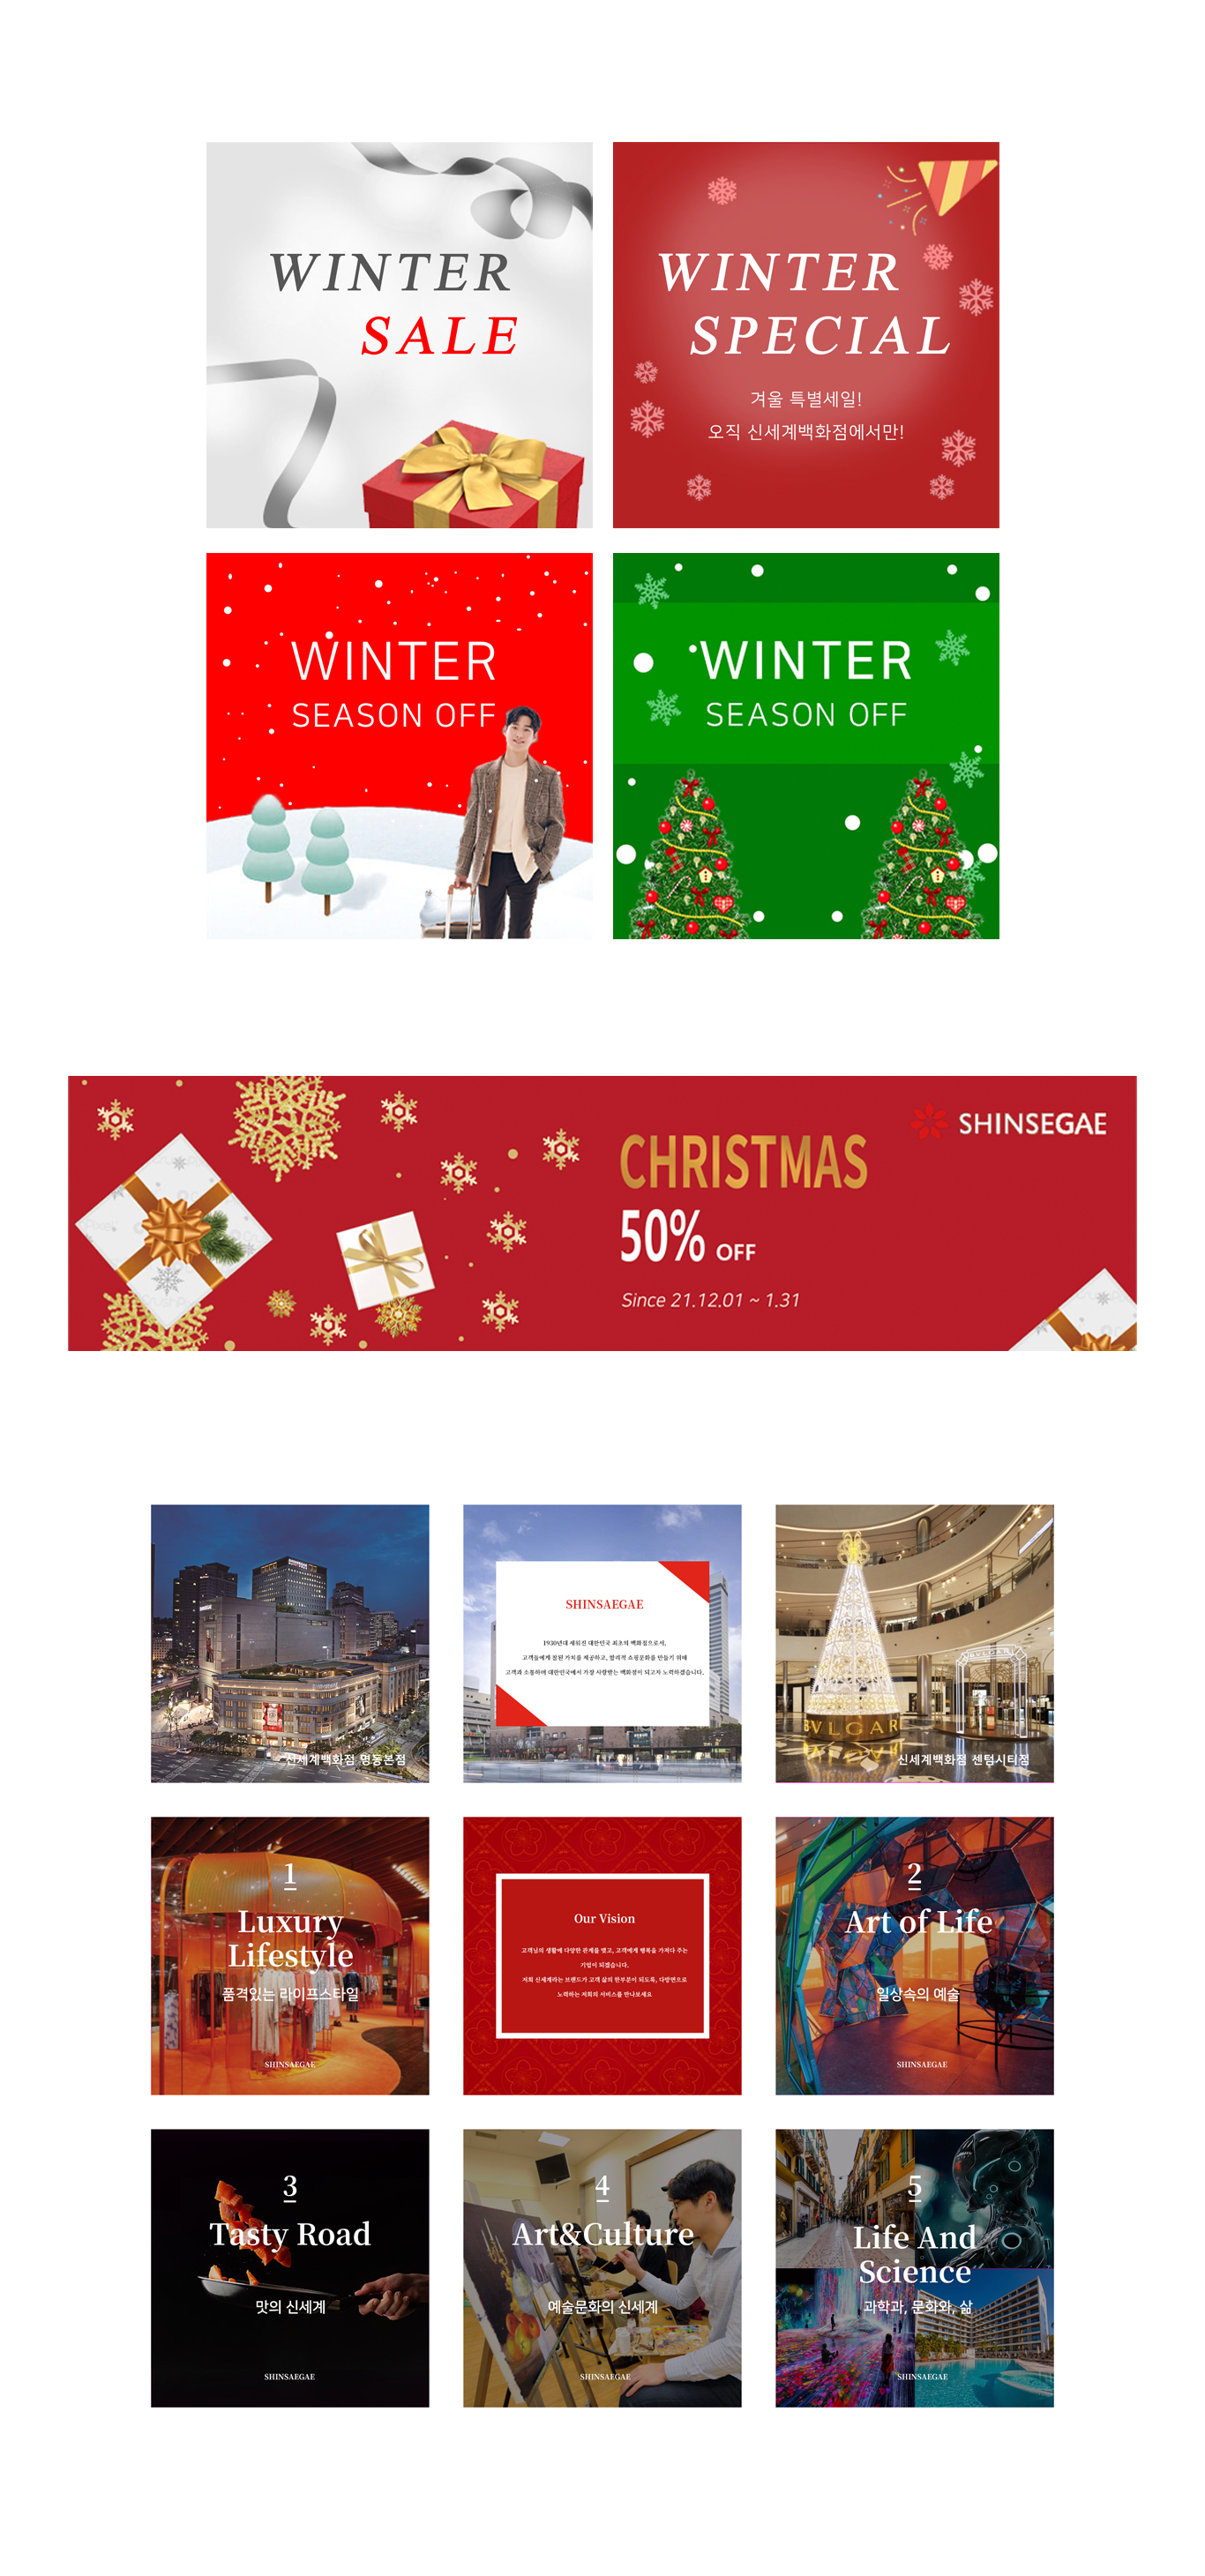 WINTER
SALE
WINTER
SPECIAL
겨울 특별세일!
오직 신세계백화점에서만!
WINTER
SEASON OFF
WINTER
SEASON OFF
SHINSEGAE
CHRISTMAS
50% OFF
Since 21.12.01 ~ 1.31
신세계백화점 명동본점
SHINSAEGAE
1930년대 세워진 대한민국 최초의 백화점으로서,
고객들에게 질된 가치를 제공하고, 합리적 쇼핑문화를 만들기 위해
고객과 소통하며 대한민국에서 가장 사랑받는 백화점이 되고자 노력하겠습니다.
BVLGARI
신세계백화점 센텀시티점
1
Luxury
Lifestyle
품격있는 라이프스타일
SHINSAEGAE
Our Vision
고객님의 생활에 다양한 관계를 맺고, 고객에게 행복을 가져다 주는
기업이 되겠습니다.
저희 신세계라는 브랜드가 고객 삶의 한부분이 되도록, 다방면으로
노력하는 저희의 서비스를 만나보세요
2
Art of Life
일상속의 예술
SHINSAEGAE
3
Tasty Road
맛의 신세계
SHINSAEGAE
4
Art&Culture
예술문화의 신세계
SHINSAEGAE
5
Life And
Science
과학과, 문화와, 삶
SHINSAEGAE